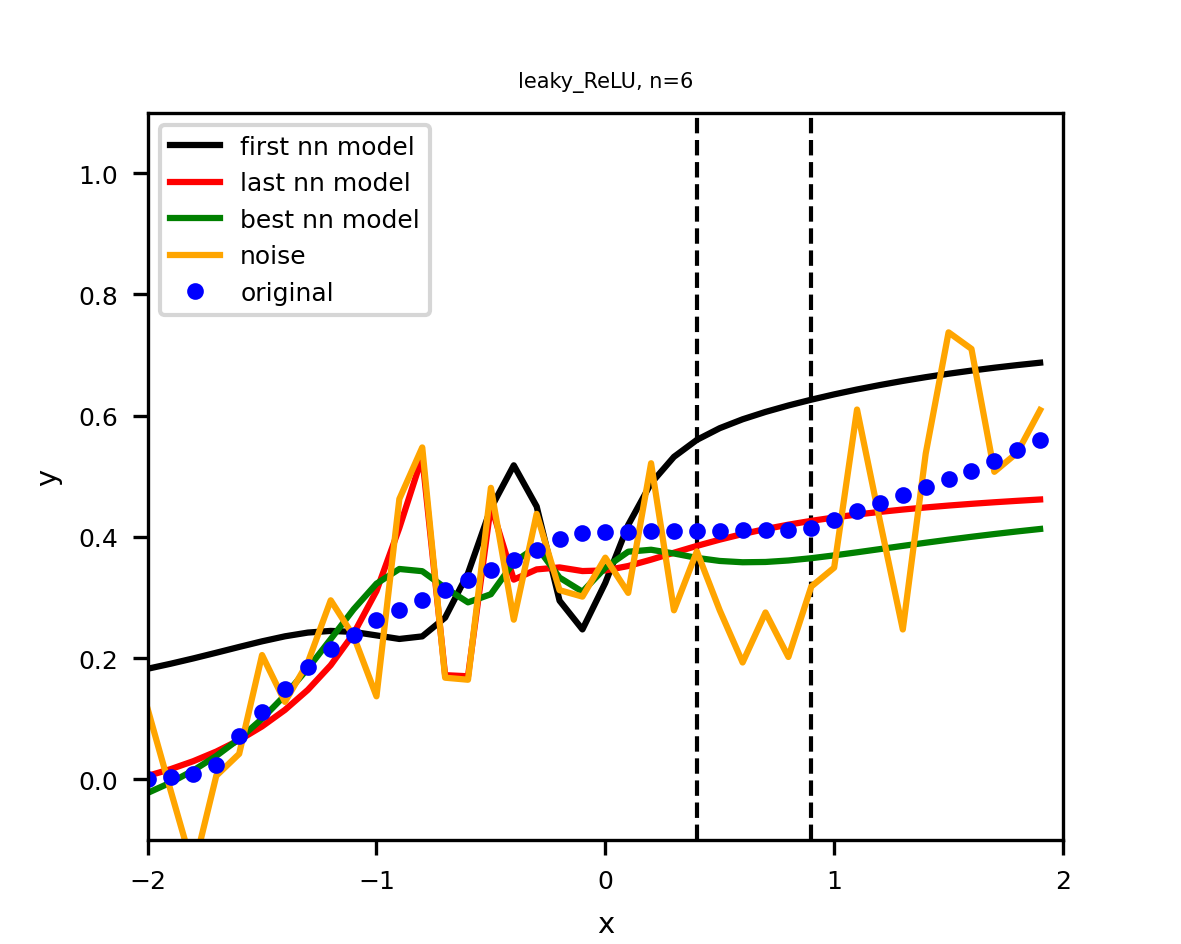 leaky_ReLU, n=6
first nn model
last nn model
best nn model
noise
original
1.0
0.8
0.6
0.4
0.2
0.0
y
−2
−1
0
1
2
x